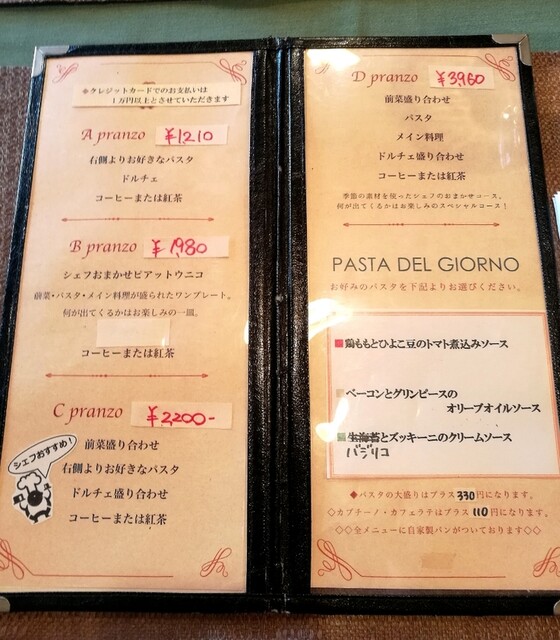 ※クレジットカードでのお支払いは
1万円以上とさせていただきます
A pranzo ¥1210
右側よりお好きなパスタ
ドルチェ
コーヒーまたは紅茶
B pranzo ¥1,980
シェフおまかせピアットウニコ
前菜・パスタ・メイン料理が盛られたワンプレート。
何が出てくるかはお楽しみの一皿。
コーヒーまたは紅茶
C pranzo ¥2,200-
シェフおすすめ!
前菜盛り合わせ
右側よりお好きなパスタ
ドルチェ盛り合わせ
コーヒーまたは紅茶
D pranzo ¥3,960
前菜盛り合わせ
パスタ
メイン料理
ドルチェ盛り合わせ
コーヒーまたは紅茶
季節の素材を使ったシェフのおまかせコース。
何が出てくるかはお楽しみのスペシャルコース!
PASTA DEL GIORNO
お好みのパスタを下記よりお選びください。
鶏ももとひよこ豆のトマト煮込みソース
ベーコンとグリンピースの
オリーブオイルソース
生海苔とズッキーニのクリームソース
バジリコ
◆パスタの大盛りはプラス330円になります。
◇カプチーノ・カフェラテはプラス110円になります。
◇◇全メニューに自家製パンがついております◇◇